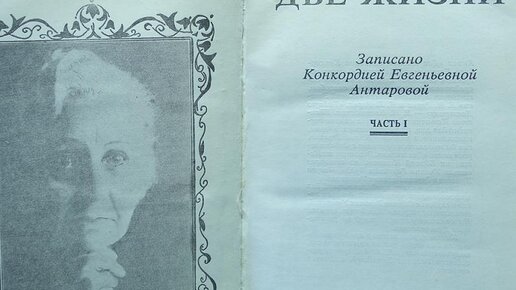 ДВЕ ЖИЗНИ
Записано
Конкордией Евгеньевной
Антаровой
ЧАСТЬ I